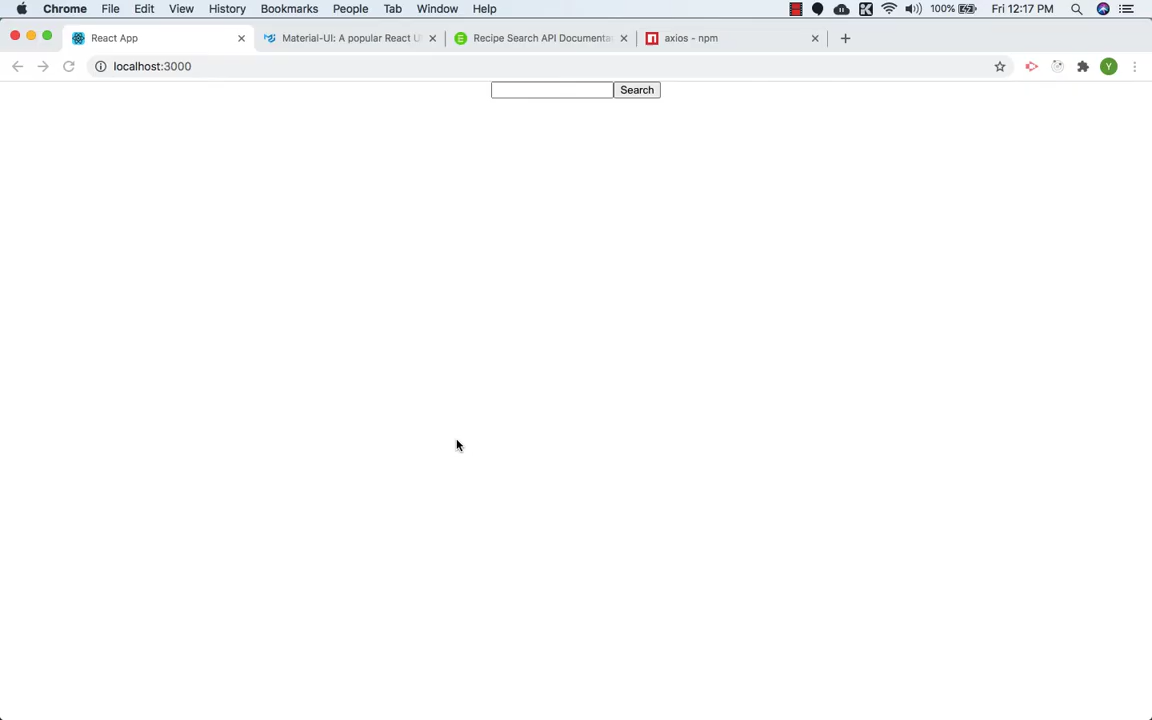 Chrome File Edit View History Bookmarks People Tab Window Help 100% Fri 12:17 PM
React App Material-UI: A popular React U Recipe Search API Documenta axios - npm
localhost:3000 Y
Search